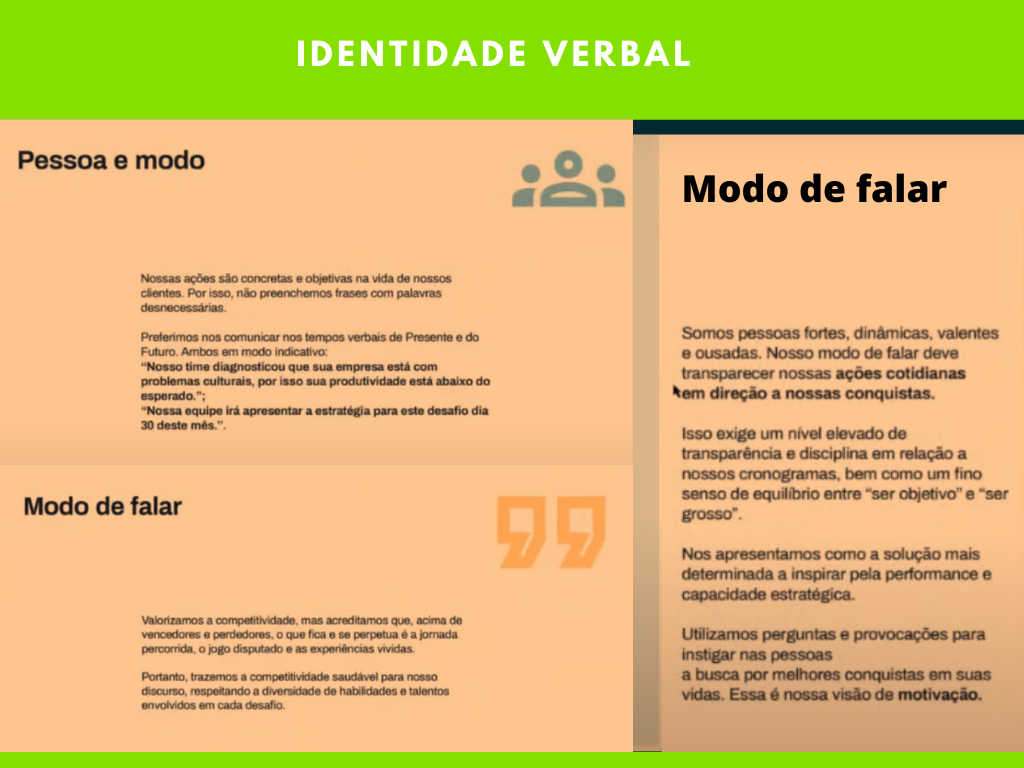 IDENTIDADE VERBAL
Pessoa e modo
Nossas ações são concretas e objetivas na vida de nossos
clientes. Por isso, não preenchemos frases com palavras
desnecessárias.
Preferimos nos comunicar nos tempos verbais de Presente e do
Futuro. Ambos em modo indicativo:
“Nosso time diagnosticou que sua empresa está com
problemas culturais, por isso sua produtividade está abaixo do
esperado.”;
“Nossa equipe irá apresentar a estratégia para este desafio dia
30 deste mês.”.
Modo de falar
Valorizamos a competitividade, mas acreditamos que, acima de
vencedores e perdedores, o que fica e se perpetua é a jornada
percorrida, o jogo disputado e as experiências vividas.
Portanto, trazemos a competitividade saudável para nosso
discurso, respeitando a diversidade de habilidades e talentos
envolvidos em cada desafio.
Modo de falar
Somos pessoas fortes, dinâmicas, valentes
e ousadas. Nosso modo de falar deve
transparecer nossas ações cotidianas
em direção a nossas conquistas.
Isso exige um nível elevado de
transparência e disciplina em relação a
nossos cronogramas, bem como um fino
senso de equilíbrio entre “ser objetivo” e “ser
grosso”.
Nos apresentamos como a solução mais
determinada a inspirar pela performance e
capacidade estratégica.
Utilizamos perguntas e provocações para
instigar nas pessoas
a busca por melhores conquistas em suas
vidas. Essa é nossa visão de motivação.